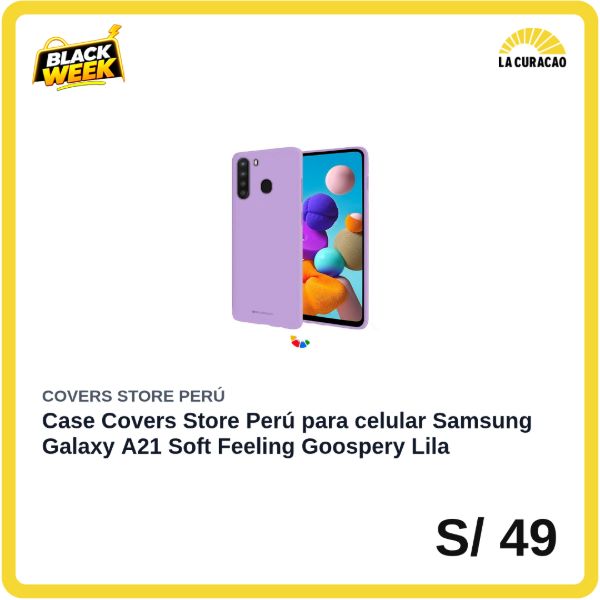 BLACK
WEEK
LA CURACAO
COVERS STORE PERÚ
Case Covers Store Perú para celular Samsung
Galaxy A21 Soft Feeling Goospery Lila
S/ 49